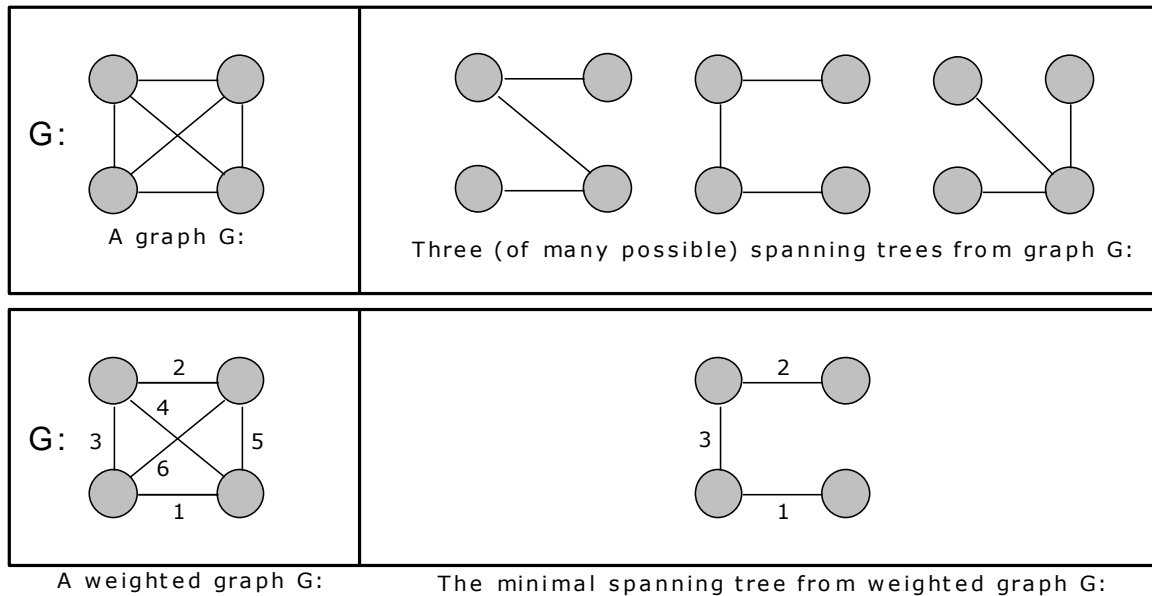 G:
A graph G:
Three (of many possible) spanning trees from graph G:
G:
2
4
3
5
6
1
2
3
1
A weighted graph G:
The minimal spanning tree from weighted graph G: